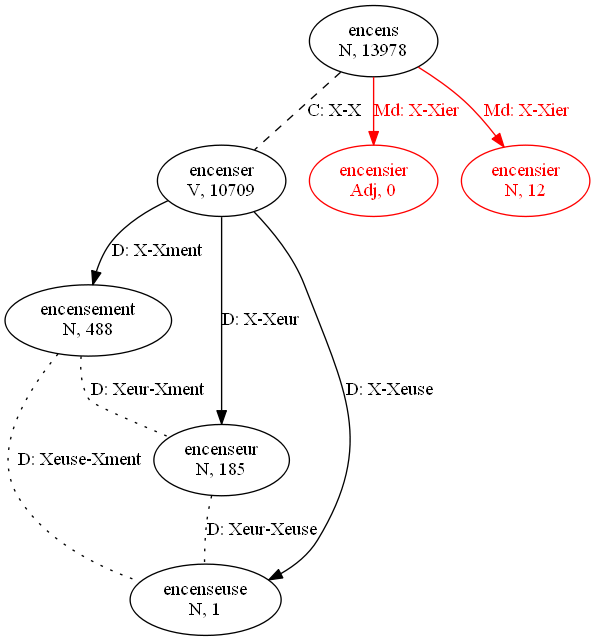 encens
N, 13978
C: X-X
Md: X-Xier
Md: X-Xier
encenser
V, 10709
encensier
Adj, 0
encensier
N, 12
D: X-Xment
encensement
N, 488
D: X-Xeur
D: Xeur-Xment
D: X-Xeuse
D: Xeuse-Xment
encenseur
N, 185
D: Xeur-Xeuse
encenseuse
N, 1